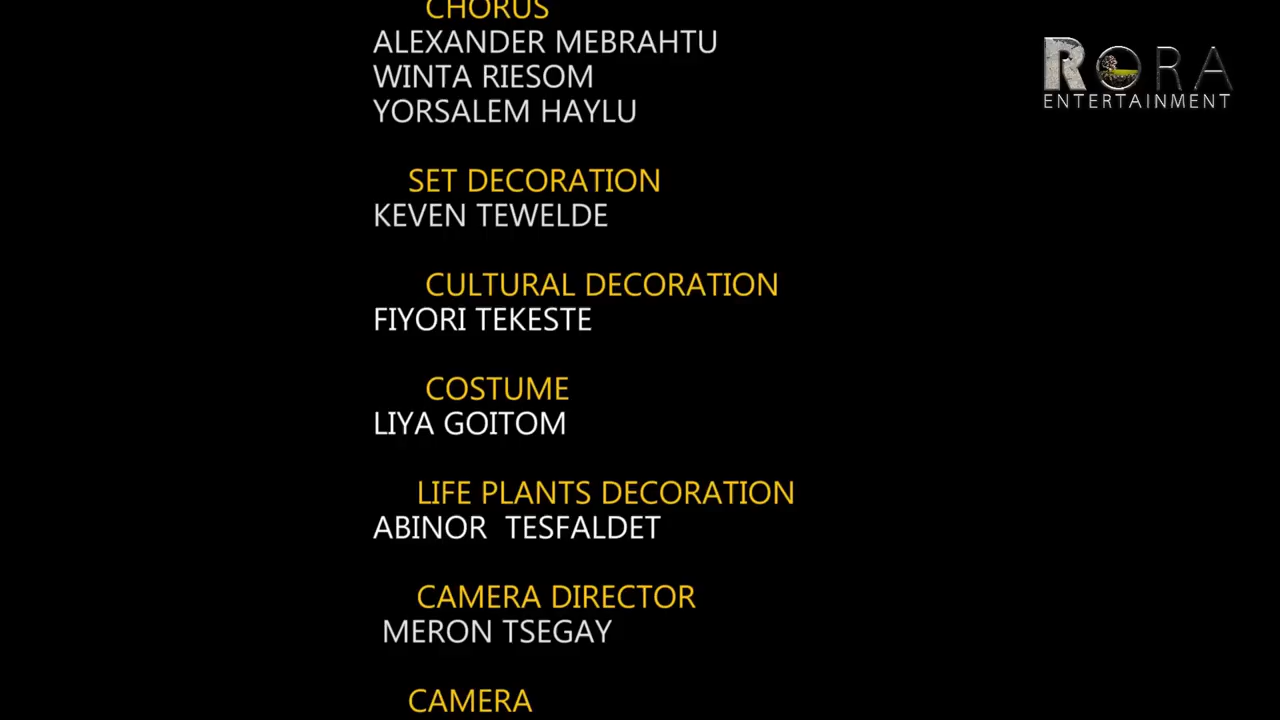 CHORUS
ALEXANDER MEBRAHTU
WINTA RIESOM
YORSALEM HAYLU
SET DECORATION
KEVEN TEWELDE
CULTURAL DECORATION
FIYORI TEKESTE
COSTUME
LIYA GOITOM
LIFE PLANTS DECORATION
ABINOR TESFALDET
CAMERA DIRECTOR
MERON TSEGAY
CAMERA
RORA
ENTERTAINMENT